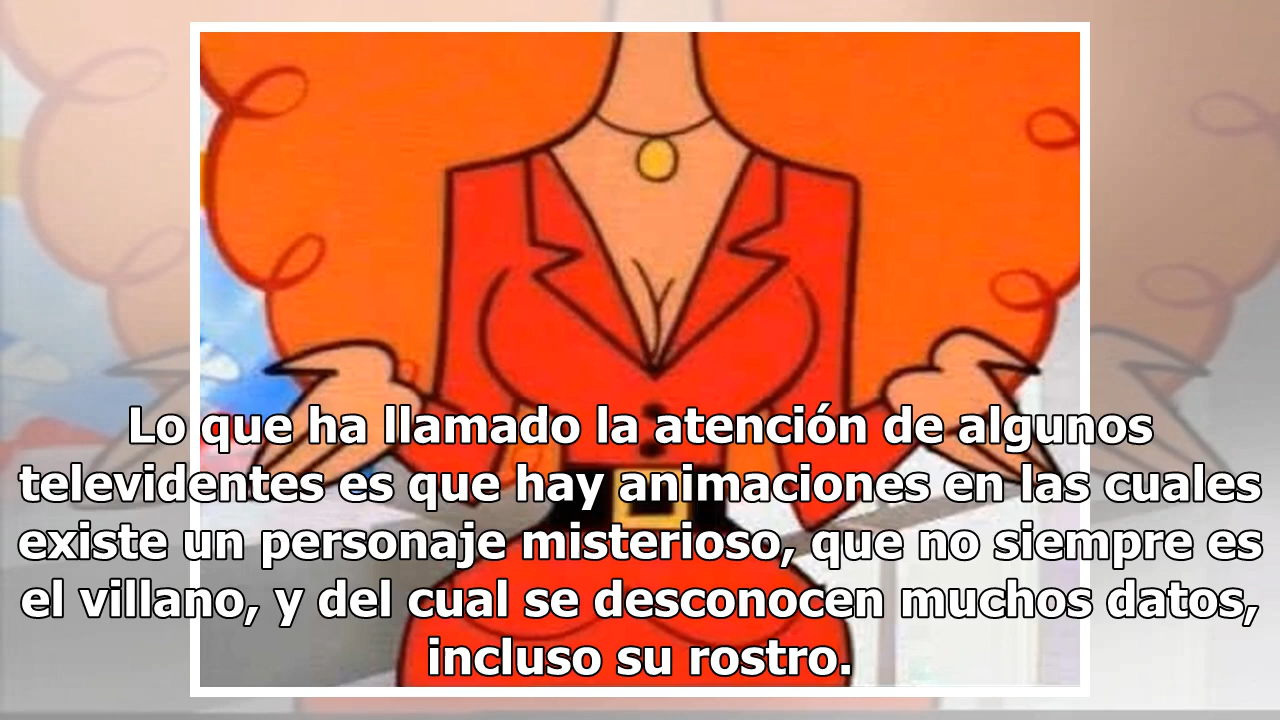 Lo que ha llamado la atención de algunos
televidentes es que hay animaciones en las cuales
existe un personaje misterioso, que no siempre es
el villano, y del cual se desconocen muchos datos,
incluso su rostro.